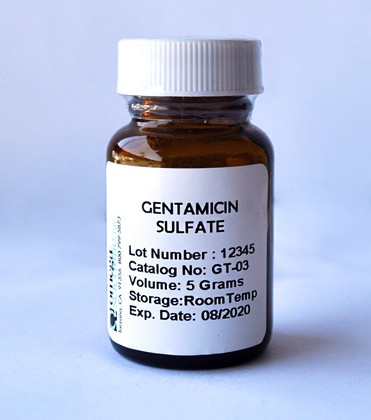 GENTAMICIN
SULFATE
Lot Number : 12345
Catalog No: GT-03
Volume: 5 Grams
Storage:RoomTemp
Exp. Date: 08/2020